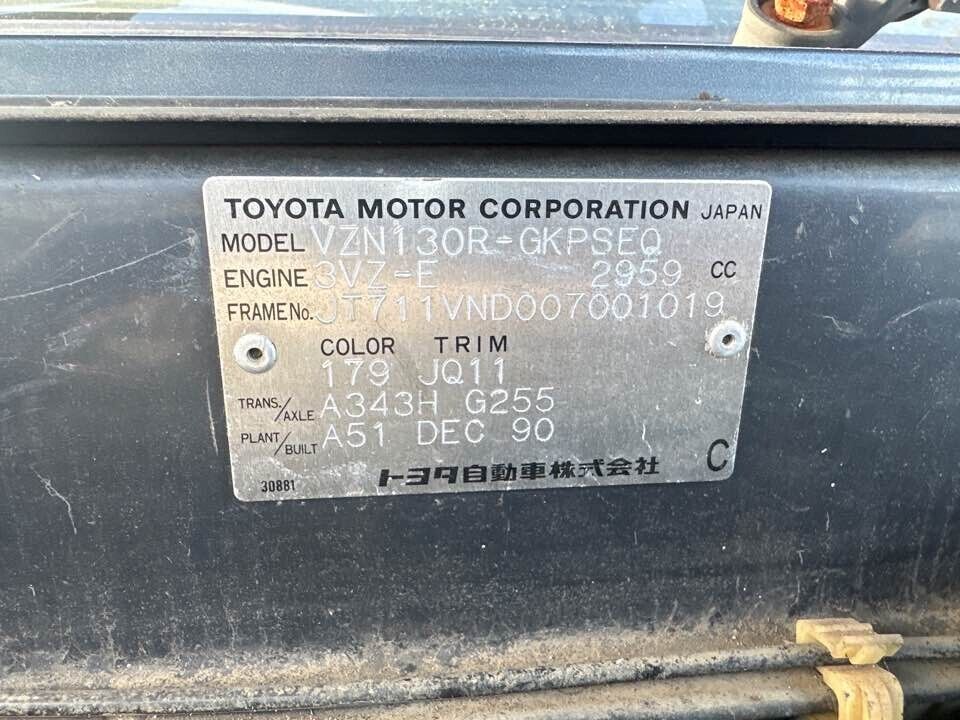 TOYOTA MOTOR CORPORATION JAPAN
MODEL VZN130R-GKPSEQ
ENGINE 3VZ-E 2959 CC
FRAME No. JT711VND007001019
COLOR TRIM
179 JQ11
TRANS./AXLE A343H G255
PLANT/BUILT A51 DEC 90
30881 トヨタ自動車株式会社 C